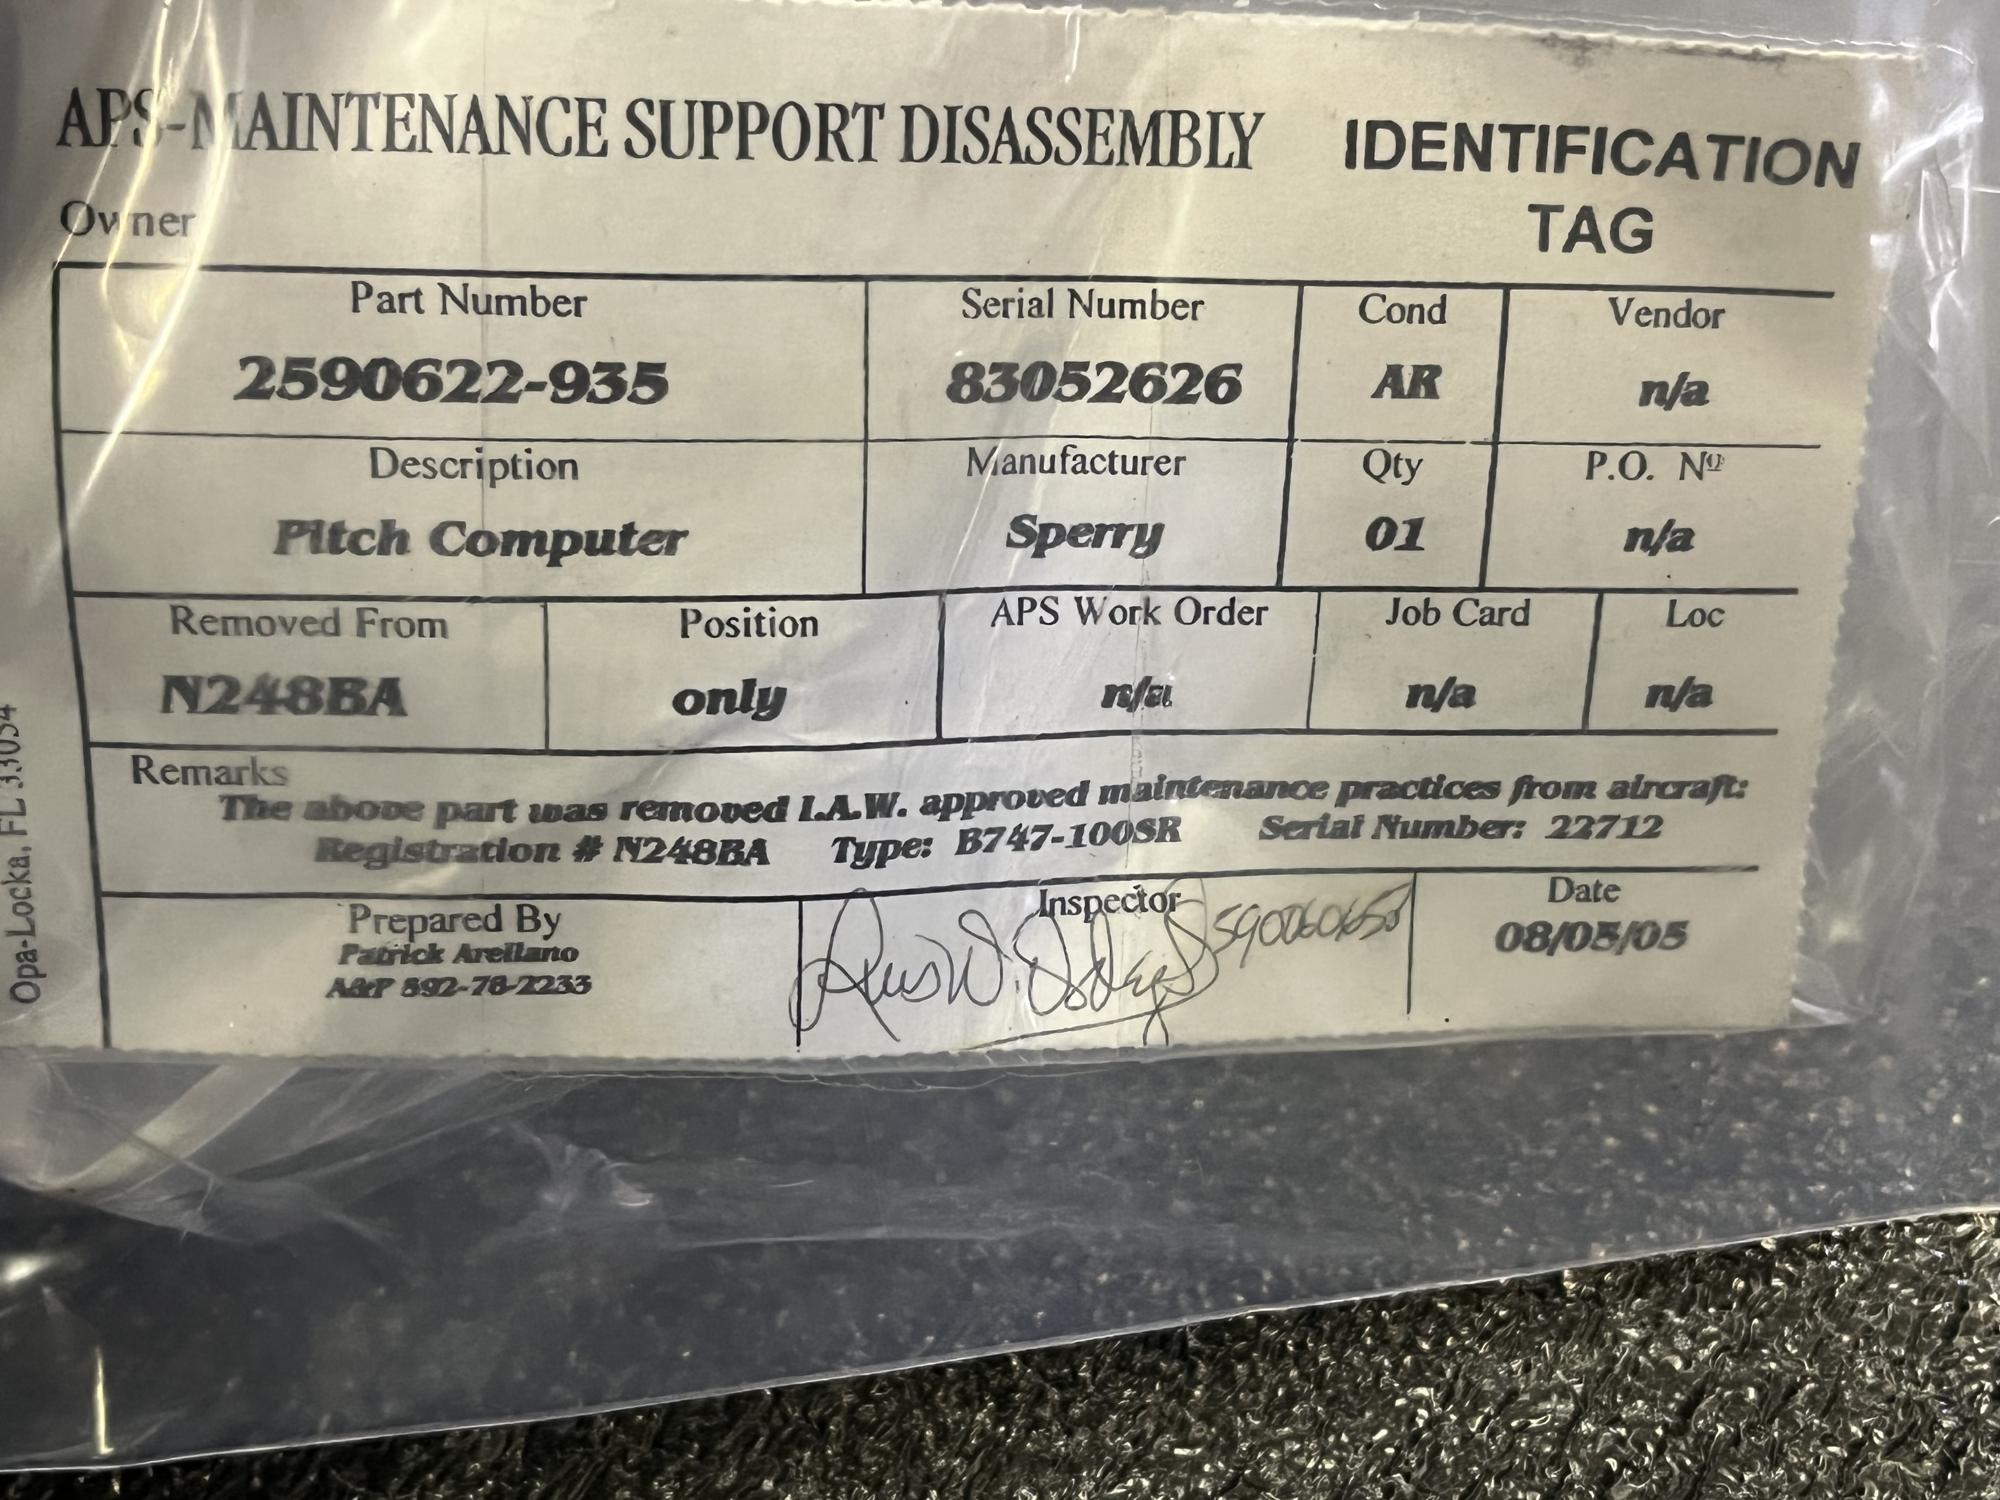 APS-MAINTENANCE SUPPORT DISASSEMBLY IDENTIFICATION TAG
Owner
Part Number Serial Number Cond Vendor
2590622-935 83052626 AR n/a
Description Manufacturer Qty P.O. Nº
Pitch Computer Sperry 01 n/a
Removed From Position APS Work Order Job Card Loc
N248BA only n/a n/a n/a
Remarks
The above part was removed I.A.W. approved maintenance practices from aircraft:
Registration # N248BA Type: B747-100SR Serial Number: 22712
Prepared By Inspector Date
Patrick Arellano 08/05/05
A&P 592-78-2233
Opa-Locka, FL 33054